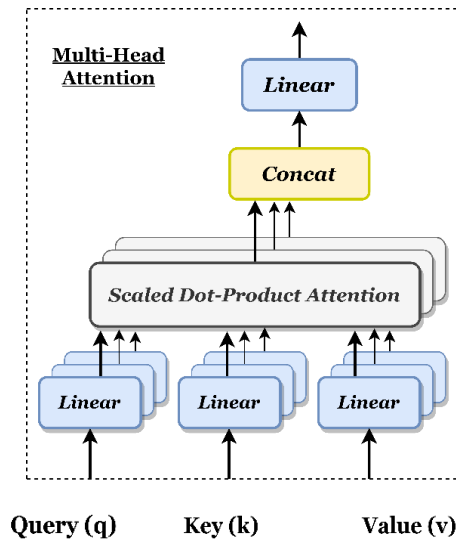 Multi-Head
Attention
Linear
Concat
Scaled Dot-Product Attention
Linear Linear Linear
Query (q) Key (k) Value (v)